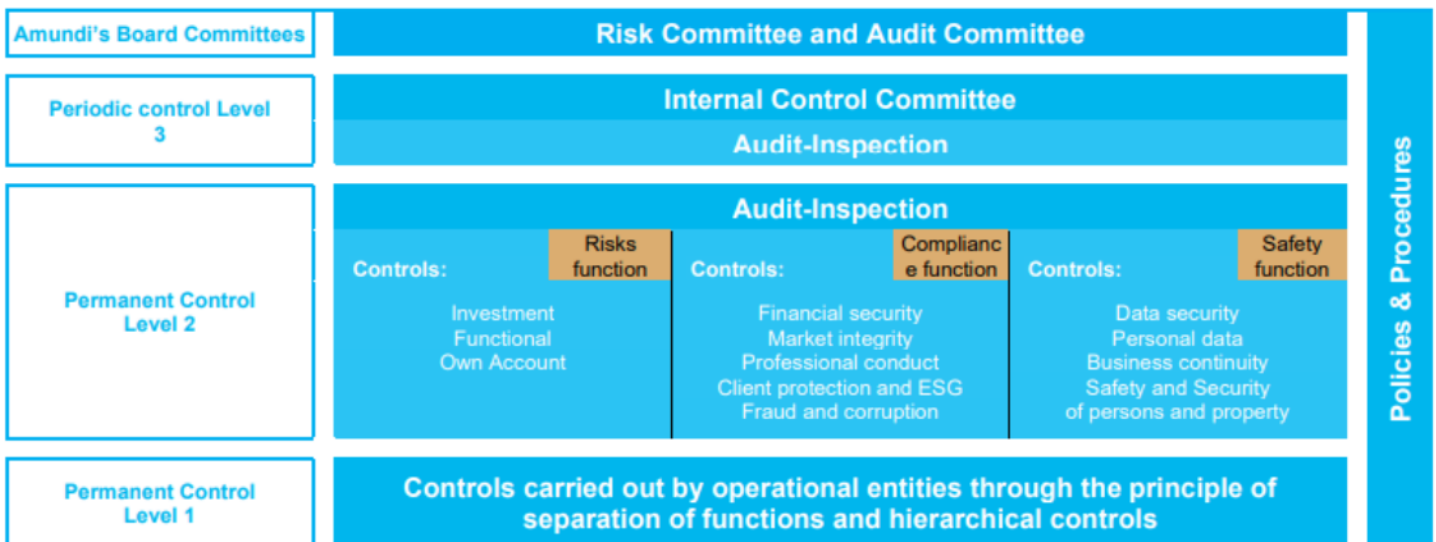 Amundi's Board Committees
Risk Committee and Audit Committee
Periodic control Level
3
Internal Control Committee
Audit-Inspection
Permanent Control
Level 2
Audit-Inspection
Controls:
Risks
function
Investment
Functional
Own Account
Controls:
Complianc
e function
Financial security
Market integrity
Professional conduct
Client protection and ESG
Fraud and corruption
Controls:
Safety
function
Data security
Personal data
Business continuity
Safety and Security
of persons and property
Permanent Control
Level 1
Controls carried out by operational entities through the principle of
separation of functions and hierarchical controls
Policies & Procedures